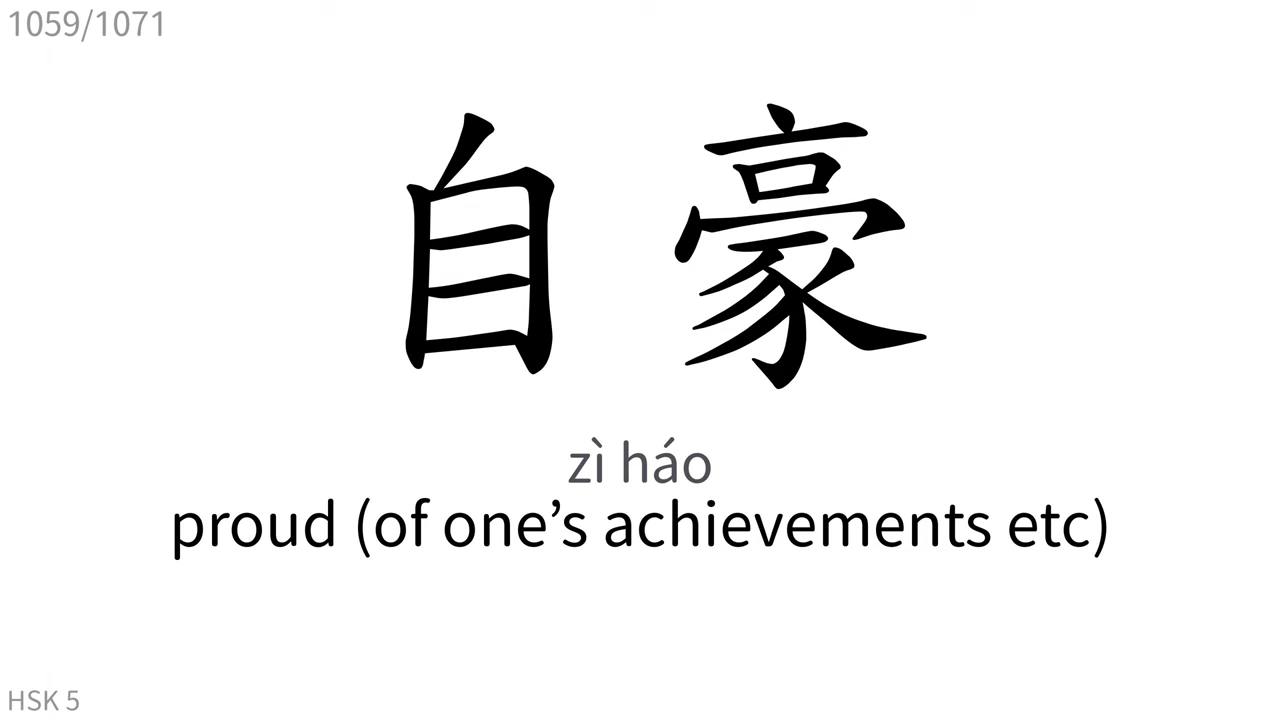 1059/1071
自豪
zì háo
proud (of one’s achievements etc)
HSK 5